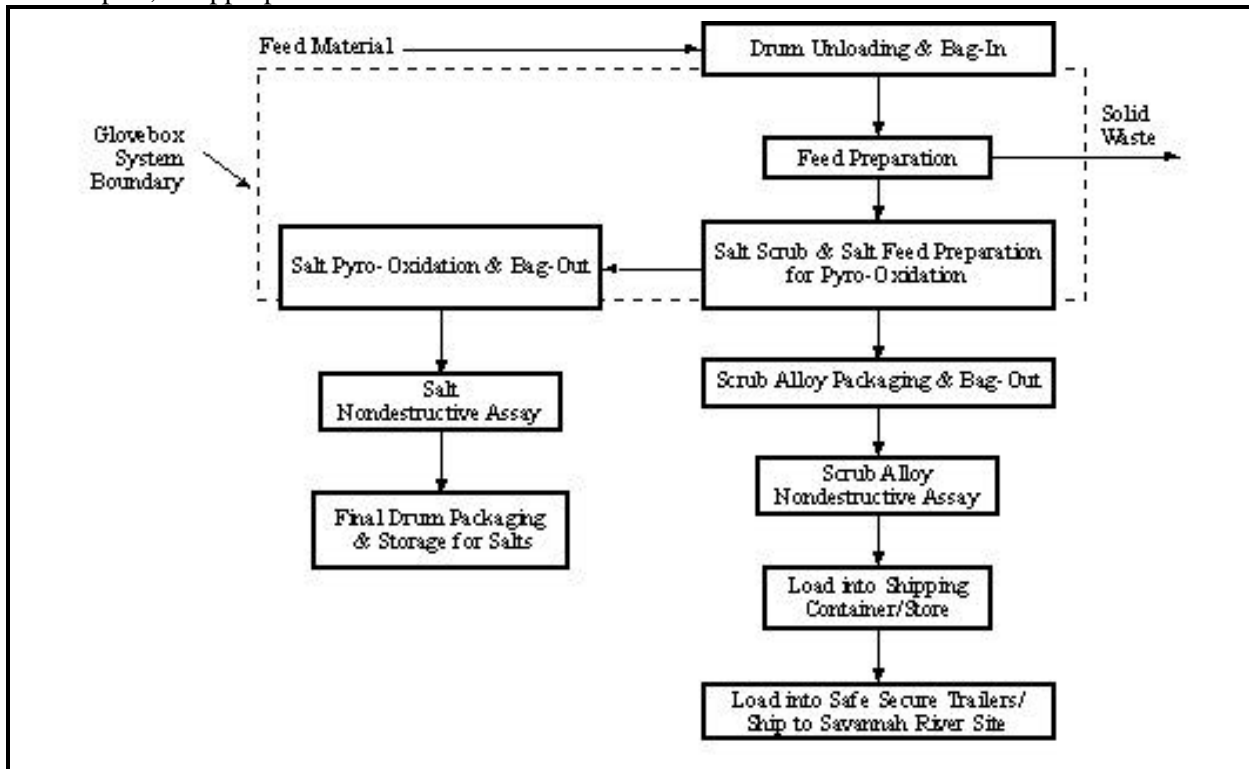 Feed Material
Drum Unloading & Bag-In
Glovebox
System
Boundary
Solid
Waste
Feed Preparation
Salt Pyro-Oxidation & Bag-Out
Salt Scrub & Salt Feed Preparation
for Pyro-Oxidation
Salt
Nondestructive Assay
Scrub Alloy Packaging & Bag-Out
Scrub Alloy
Nondestructive Assay
Final Drum Packaging
& Storage for Salts
Load into Shipping
Container/Store
Load into Safe Secure Trailers/
Ship to Savannah River Site